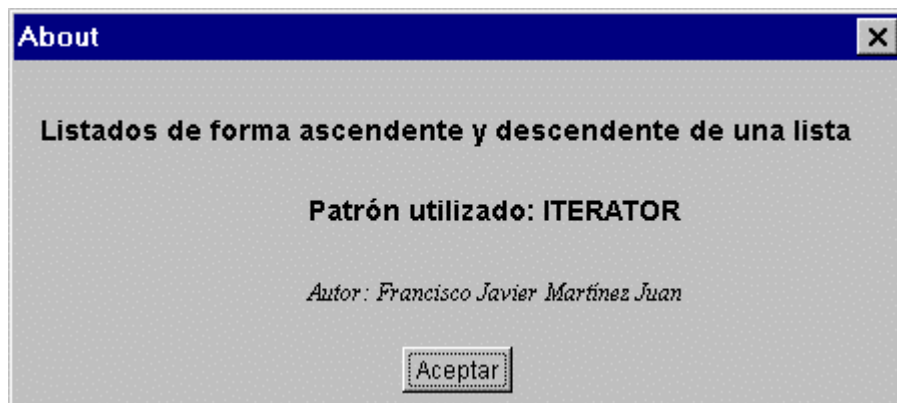 About
Listados de forma ascendente y descendente de una lista
Patrón utilizado: ITERATOR
Autor: Francisco Javier Martínez Juan
Aceptar